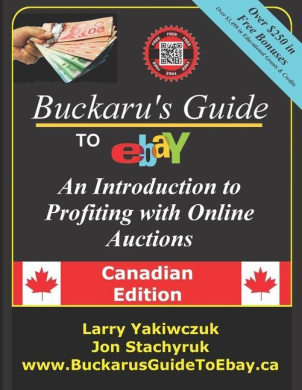 Over $250 in
Free Bonuses
Buckaru's Guide
TO ebaY
An Introduction to
Profiting with Online
Auctions
Canadian
Edition
Larry Yakiwczuk
Jon Stachyruk
www.BuckarusGuideToEbay.ca